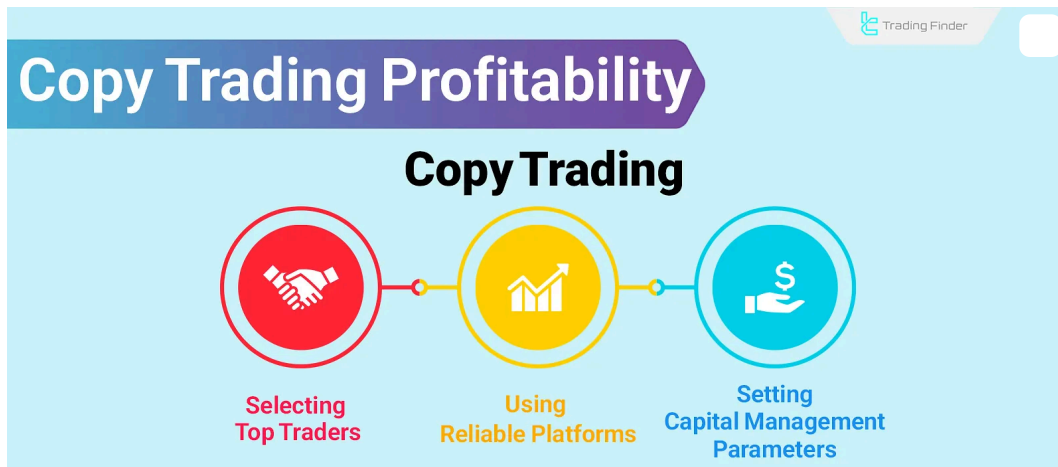 Trading Finder
Copy Trading Profitability
Copy Trading
Selecting
Top Traders
Using
Reliable Platforms
Setting
Capital Management
Parameters